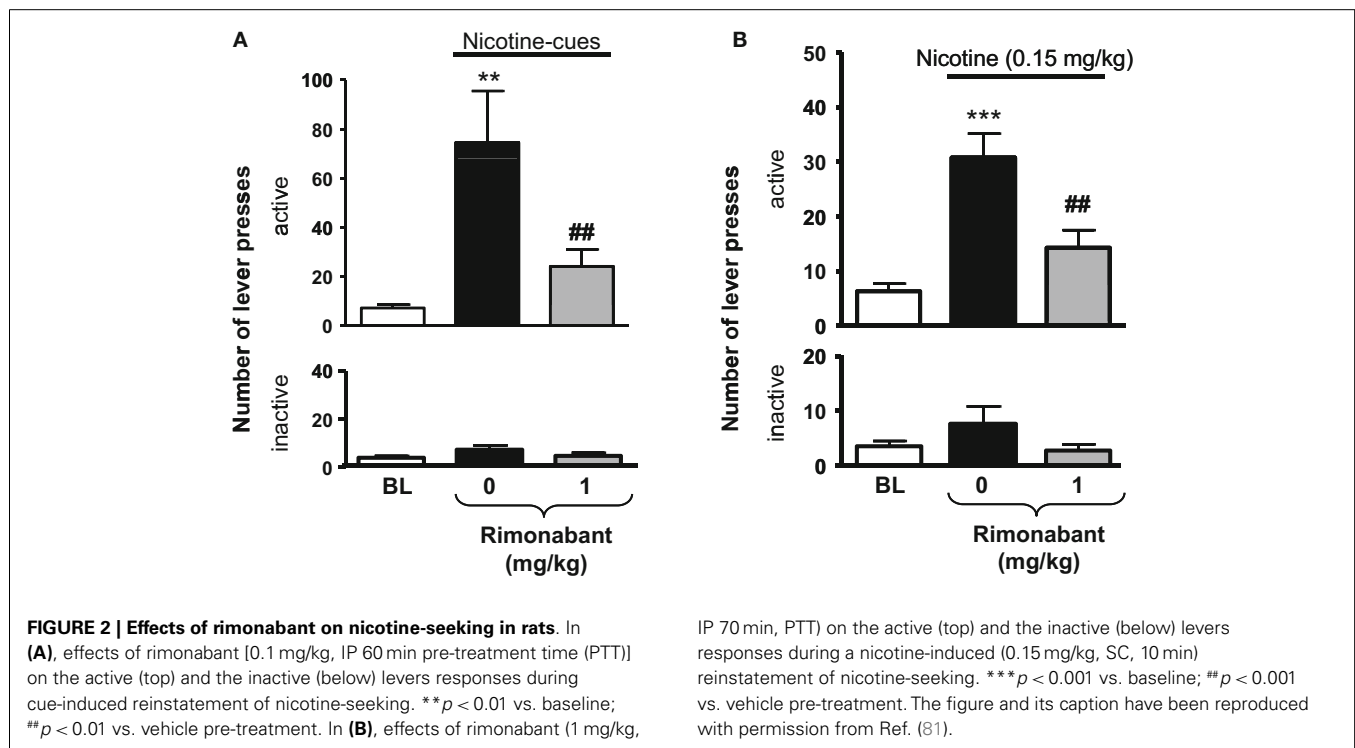 A
Nicotine-cues
100
**
80
60
##
40
20
0
Number of lever presses
active
40
20
0
inactive
BL 0 1
Rimonabant
(mg/kg)
B
50
Nicotine (0.15 mg/kg)
40
***
30
##
20
10
0
Number of lever presses
active
20
10
0
inactive
BL 0 1
Rimonabant
(mg/kg)
FIGURE 2 | Effects of rimonabant on nicotine-seeking in rats. In
(A), effects of rimonabant [0.1 mg/kg, IP 60 min pre-treatment time (PTT)]
on the active (top) and the inactive (below) levers responses during
cue-induced reinstatement of nicotine-seeking. **p < 0.01 vs. baseline;
##p < 0.01 vs. vehicle pre-treatment. In (B), effects of rimonabant (1 mg/kg,
IP 70 min, PTT) on the active (top) and the inactive (below) levers
responses during a nicotine-induced (0.15 mg/kg, SC, 10 min)
reinstatement of nicotine-seeking. ***p < 0.001 vs. baseline; ##p < 0.001
vs. vehicle pre-treatment. The figure and its caption have been reproduced
with permission from Ref. (81).